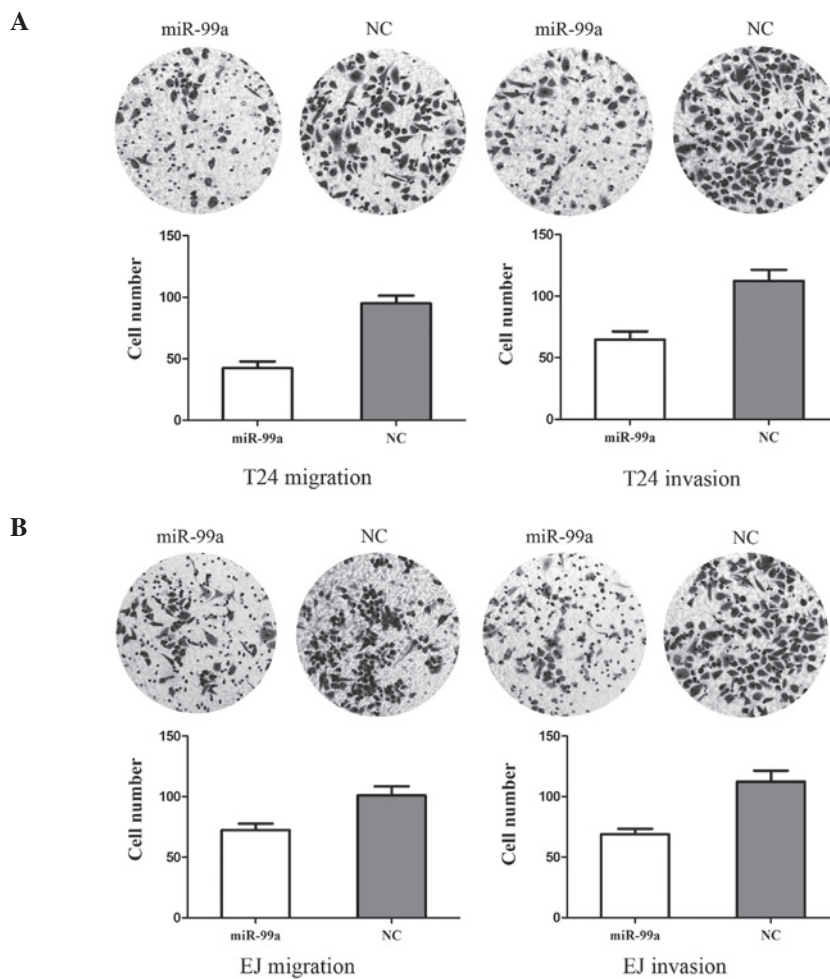 A
miR-99a NC miR-99a NC
150
100
50
0
Cell number
miR-99a NC
T24 migration
150
100
50
0
Cell number
miR-99a NC
T24 invasion
B
miR-99a NC miR-99a NC
150
100
50
0
Cell number
miR-99a NC
EJ migration
150
100
50
0
Cell number
miR-99a NC
EJ invasion